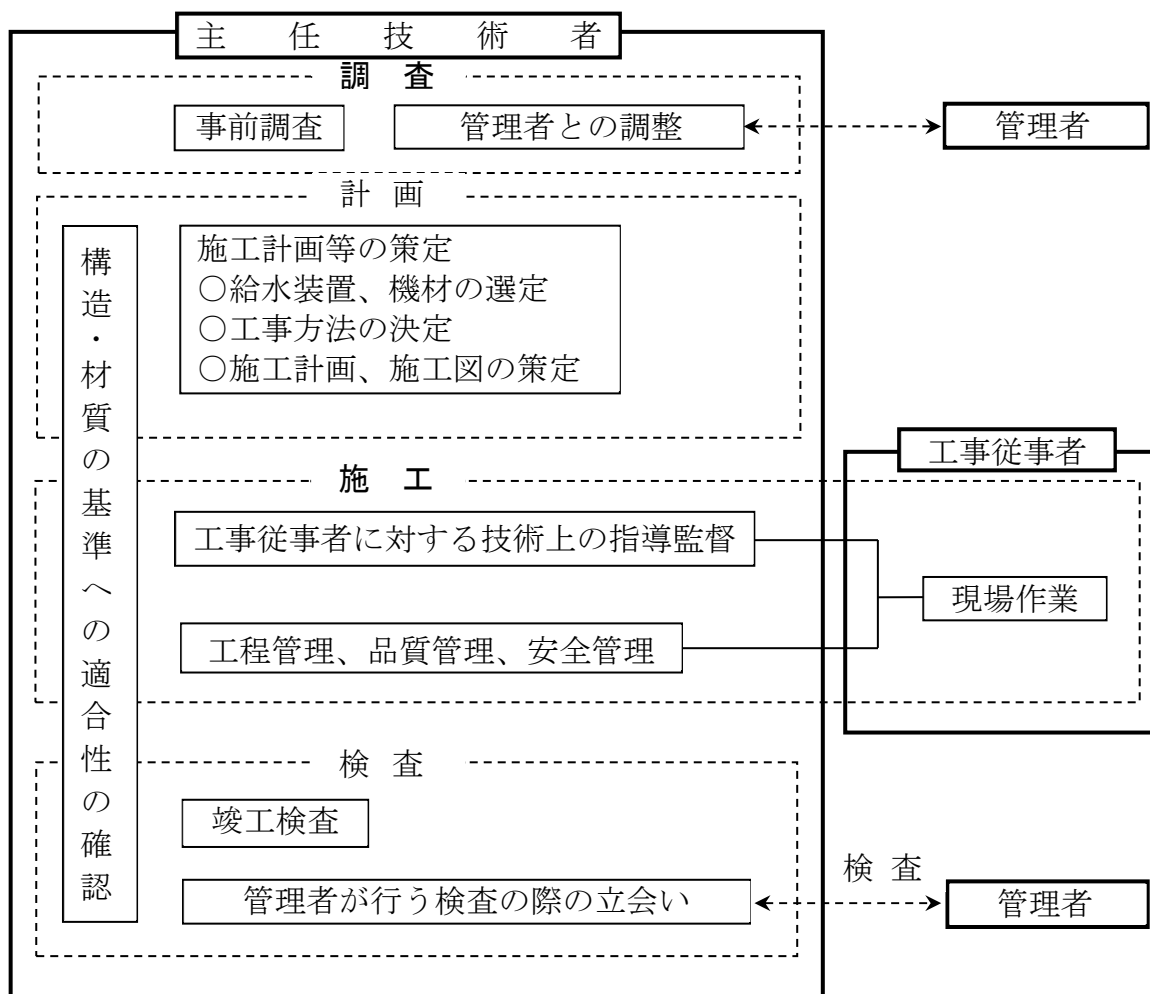 主任技術者
調査
事前調査
管理者との調整
管理者
計画
構造・材質の基準への適合性の確認
施工計画等の策定
○給水装置、機材の選定
○工事方法の決定
○施工計画、施工図の策定
工事従事者
施工
工事従事者に対する技術上の指導監督
現場作業
工程管理、品質管理、安全管理
検査
竣工検査
管理者が行う検査の際の立会い
検査
管理者